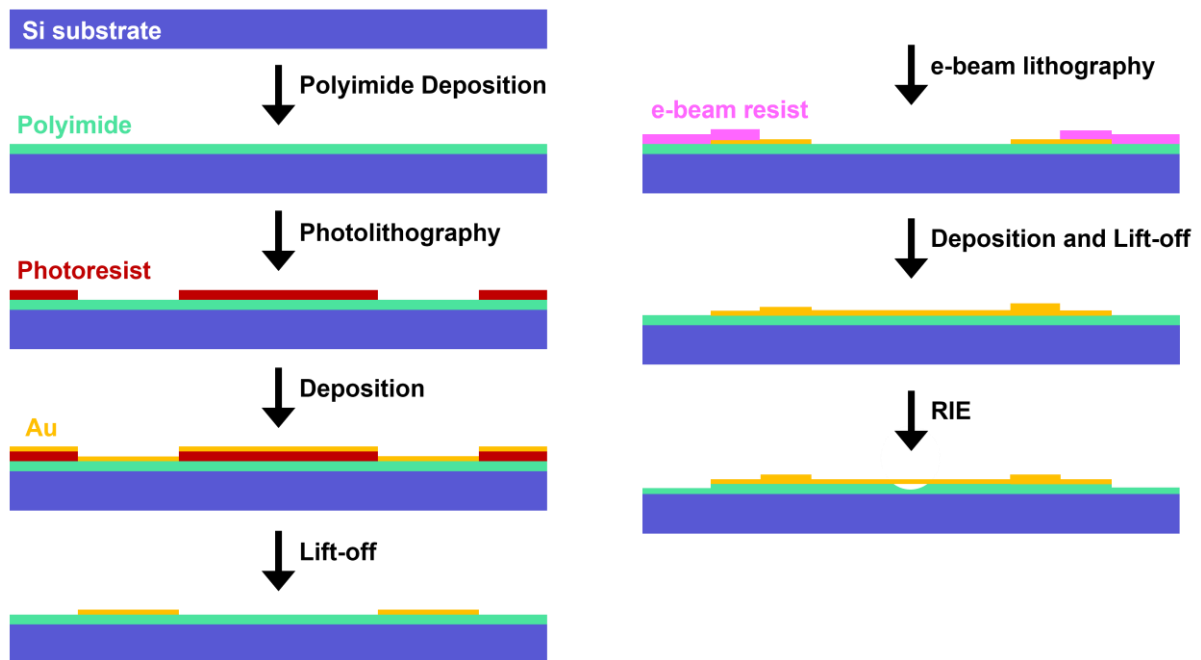 Si substrate
Polyimide Deposition
Polyimide
Photolithography
Photoresist
Deposition
Au
Lift-off
e-beam lithography
e-beam resist
Deposition and Lift-off
RIE